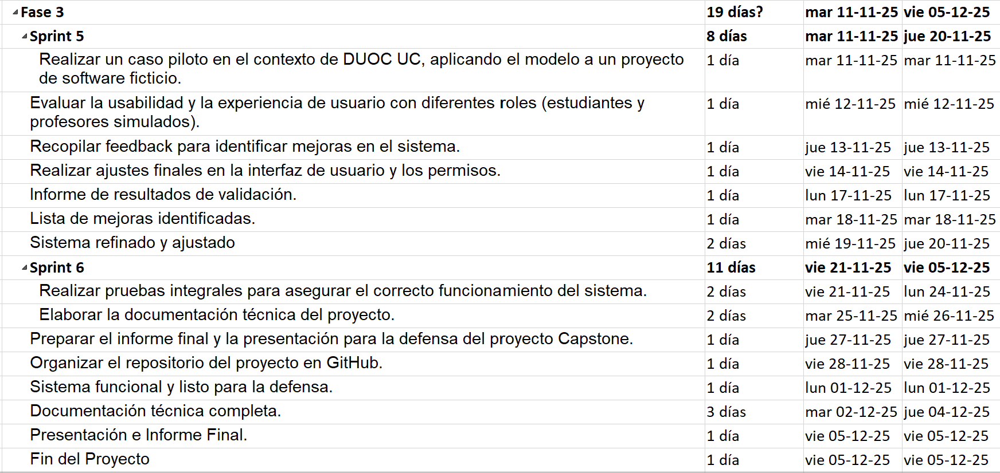 Fase 3 19 días? mar 11-11-25 vie 05-12-25
Sprint 5 8 días mar 11-11-25 jue 20-11-25
Realizar un caso piloto en el contexto de DUOC UC, aplicando el modelo a un proyecto
de software ficticio. 1 día mar 11-11-25 mar 11-11-25
Evaluar la usabilidad y la experiencia de usuario con diferentes roles (estudiantes y
profesores simulados). 1 día mié 12-11-25 mié 12-11-25
Recopilar feedback para identificar mejoras en el sistema. 1 día jue 13-11-25 jue 13-11-25
Realizar ajustes finales en la interfaz de usuario y los permisos. 1 día vie 14-11-25 vie 14-11-25
Informe de resultados de validación. 1 día lun 17-11-25 lun 17-11-25
Lista de mejoras identificadas. 1 día mar 18-11-25 mar 18-11-25
Sistema refinado y ajustado 2 días mié 19-11-25 jue 20-11-25
Sprint 6 11 días vie 21-11-25 vie 05-12-25
Realizar pruebas integrales para asegurar el correcto funcionamiento del sistema. 2 días vie 21-11-25 lun 24-11-25
Elaborar la documentación técnica del proyecto. 2 días mar 25-11-25 mié 26-11-25
Preparar el informe final y la presentación para la defensa del proyecto Capstone. 1 día jue 27-11-25 jue 27-11-25
Organizar el repositorio del proyecto en GitHub. 1 día vie 28-11-25 vie 28-11-25
Sistema funcional y listo para la defensa. 1 día lun 01-12-25 lun 01-12-25
Documentación técnica completa. 3 días mar 02-12-25 jue 04-12-25
Presentación e Informe Final. 1 día vie 05-12-25 vie 05-12-25
Fin del Proyecto 1 día vie 05-12-25 vie 05-12-25